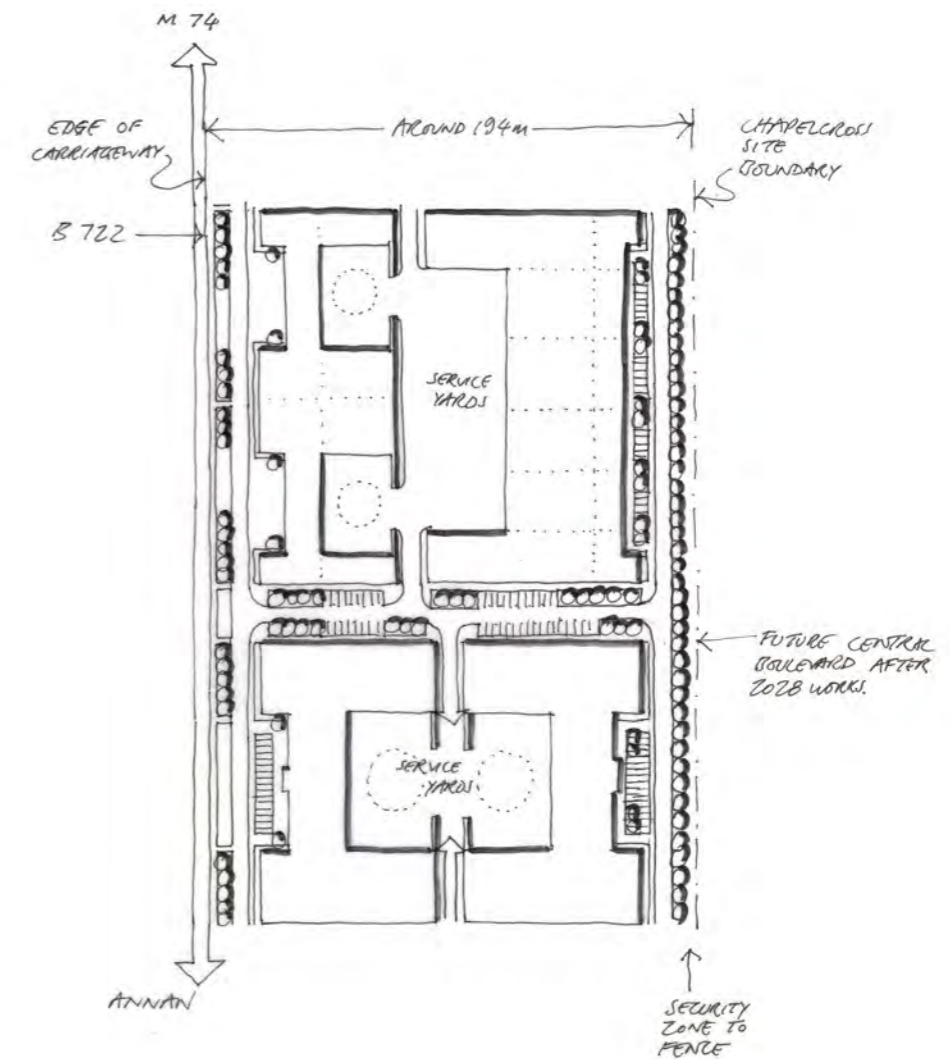 M 74
EDGE OF
CARRIAGEWAY
AROUND 194m
CHAPELCROSS
SITE
BOUNDARY
B 722
SERVICE
YARDS
FUTURE CENTRAL
BOULEVARD AFTER
2028 WORKS.
SERVICE
YARDS
ANNAN
SECURITY
ZONE TO
FENCE